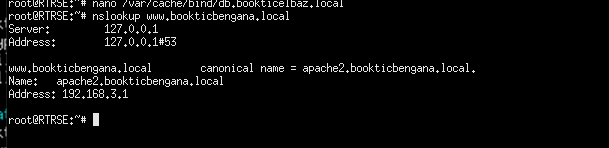 root@RTRSE:~# nano /var/cache/bind/db.bookticelbaz.local
root@RTRSE:~# nslookup www.bookticbengana.local
Server: 127.0.0.1
Address: 127.0.0.1#53
www.bookticbengana.local canonical name = apache2.bookticbengana.local.
Name: apache2.bookticbengana.local
Address: 192.168.3.1
root@RTRSE:~#